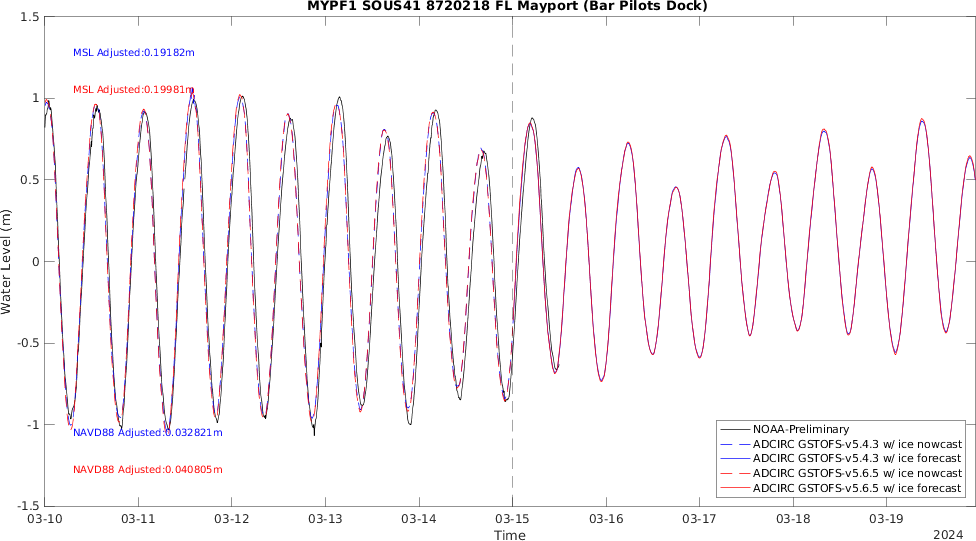 MYPF1 SOUS41 8720218 FL Mayport (Bar Pilots Dock)
1.5
MSL Adjusted:0.19182m
MSL Adjusted:0.19981m
1
0.5
0
-0.5
-1
-1.5
Water Level (m)
NAVD88 Adjusted:0.032821m
NAVD88 Adjusted:0.040805m
NOAA-Preliminary
ADCIRC GSTOFS-v5.4.3 w/ ice nowcast
ADCIRC GSTOFS-v5.4.3 w/ ice forecast
ADCIRC GSTOFS-v5.6.5 w/ ice nowcast
ADCIRC GSTOFS-v5.6.5 w/ ice forecast
03-10 03-11 03-12 03-13 03-14 03-15 03-16 03-17 03-18 03-19
Time
2024